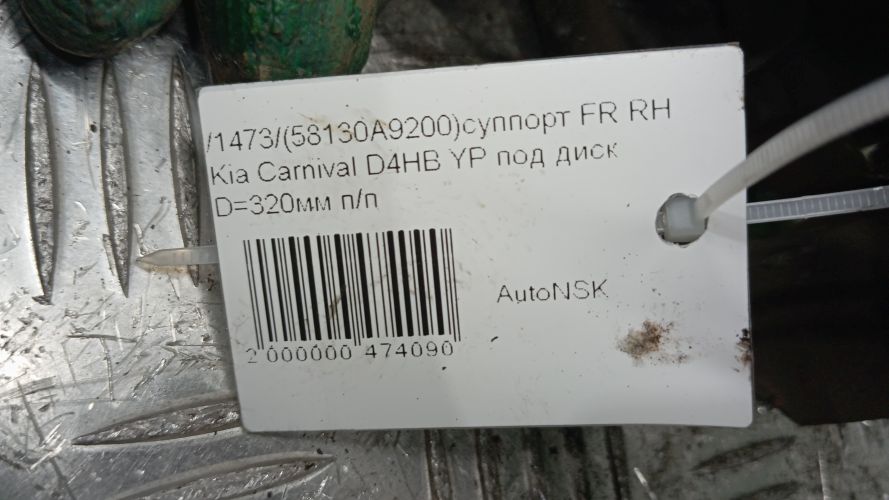 /1473/(58130A9200)суппорт FR RH
Kia Carnival D4HB YP под диск
D=320мм п/п
AutoNSK
2 000000 474090